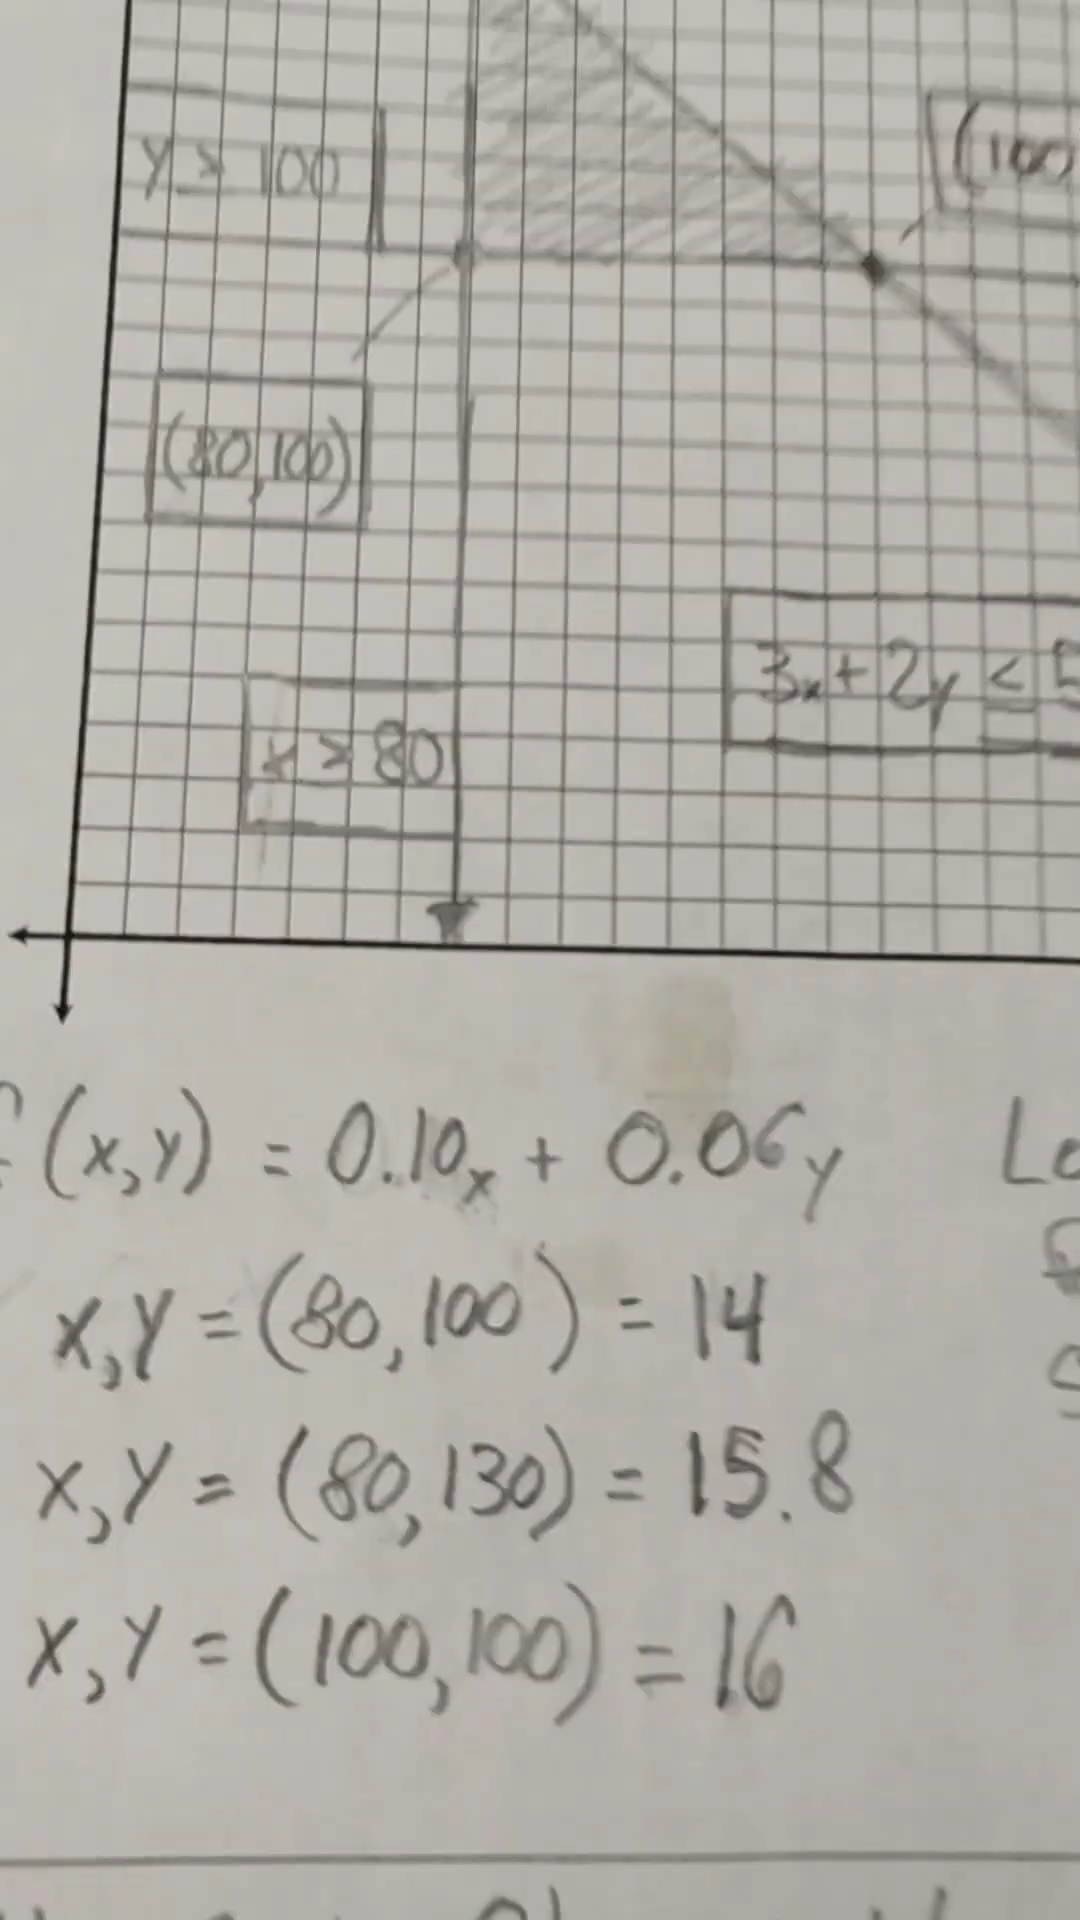 y ≥ 100
(100
(80,100)
3x + 2y ≤ 5
x ≥ 80
(x,y) = 0.10x + 0.06y
x,y = (80,100) = 14
x,y = (80,130) = 15.8
x,y = (100,100) = 16